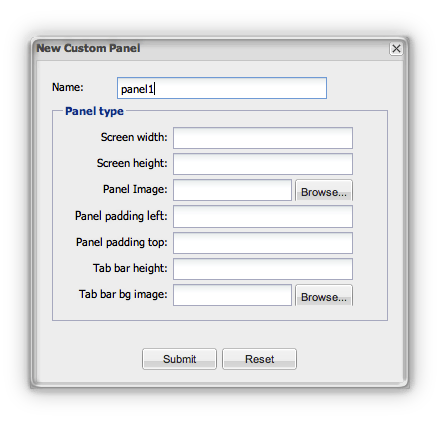 New Custom Panel
Name: panel1
Panel type
Screen width:
Screen height:
Panel Image: Browse...
Panel padding left:
Panel padding top:
Tab bar height:
Tab bar bg image: Browse...
Submit Reset